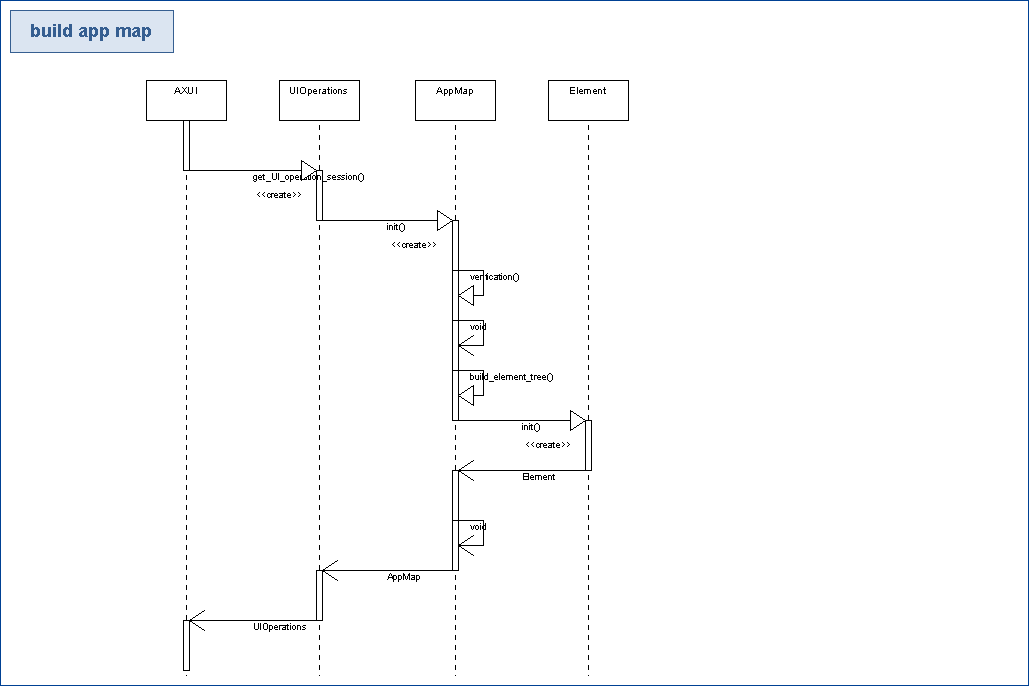 build app map
AXUI
UIOperations
AppMap
Element
get_UI_operation_session()
<<create>>
init()
<<create>>
verification()
void
build_element_tree()
init()
<<create>>
Element
void
AppMap
UIOperations